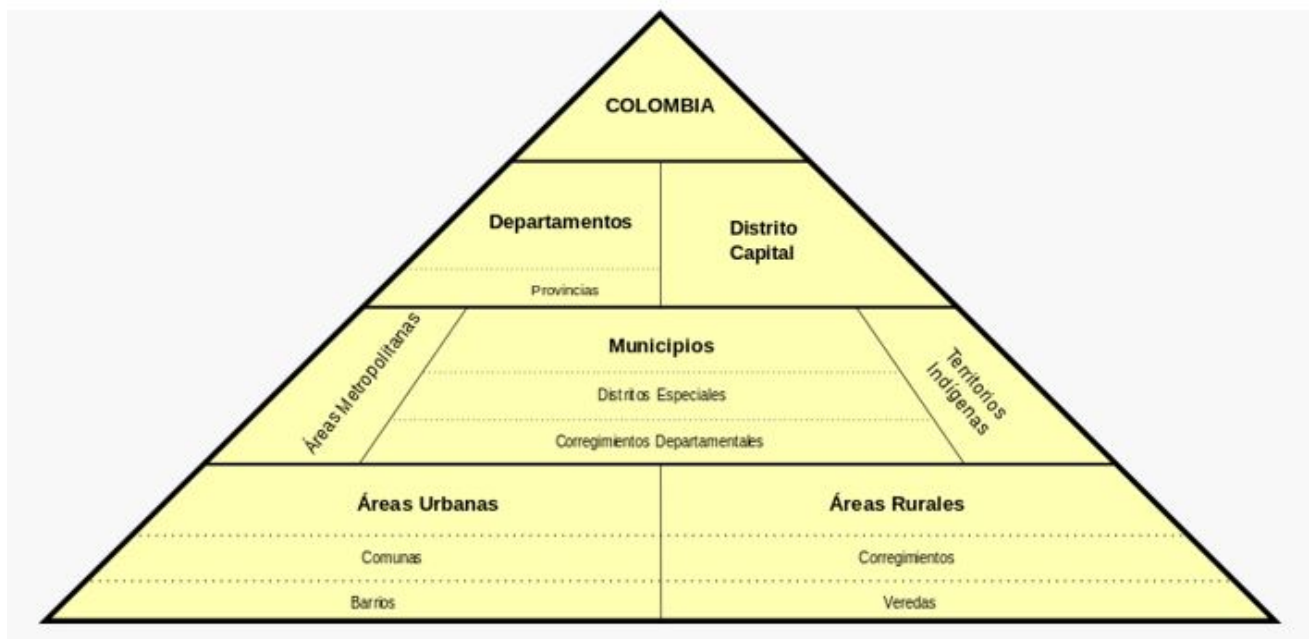 COLOMBIA
Departamentos
Distrito
Capital
Provincias
Áreas Metropolitanas
Municipios
Distritos Especiales
Corregimientos Departamentales
Territorios
Indígenas
Áreas Urbanas
Áreas Rurales
Comunas
Corregimientos
Barrios
Veredas